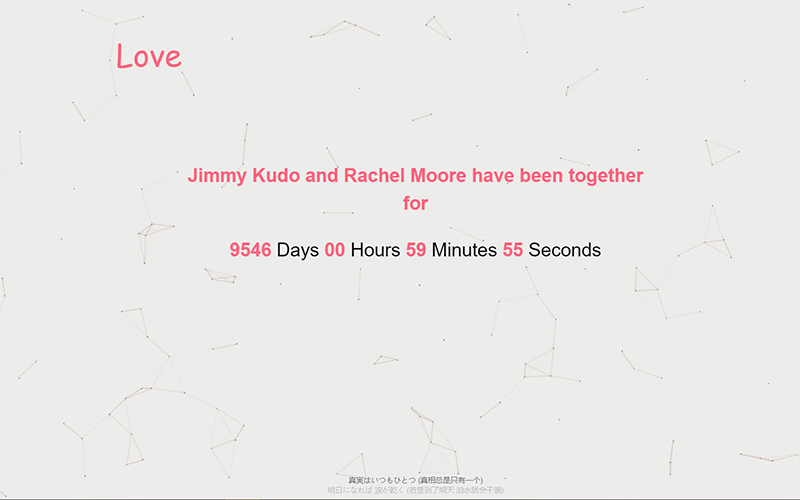 Love
Jimmy Kudo and Rachel Moore have been together
for
9546 Days 00 Hours 59 Minutes 55 Seconds
真実はいつもひとつ (真相总是只有一个)
明日になれば 涙が乾く (若是到了明天 泪水就会干涸)